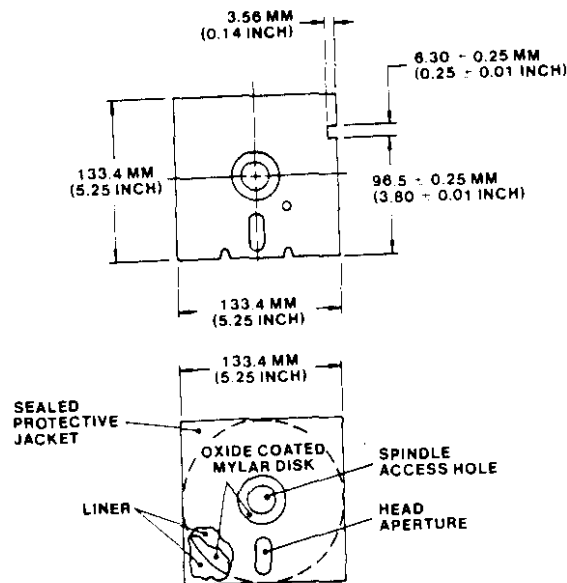 3.56 MM
(0.14 INCH)
6.30 ± 0.25 MM
(0.25 ± 0.01 INCH)
133.4 MM
(5.25 INCH)
96.5 ± 0.25 MM
(3.80 ± 0.01 INCH)
133.4 MM
(5.25 INCH)
133.4 MM
(5.25 INCH)
SEALED
PROTECTIVE
JACKET
OXIDE COATED
MYLAR DISK
SPINDLE
ACCESS HOLE
LINER
HEAD
APERTURE